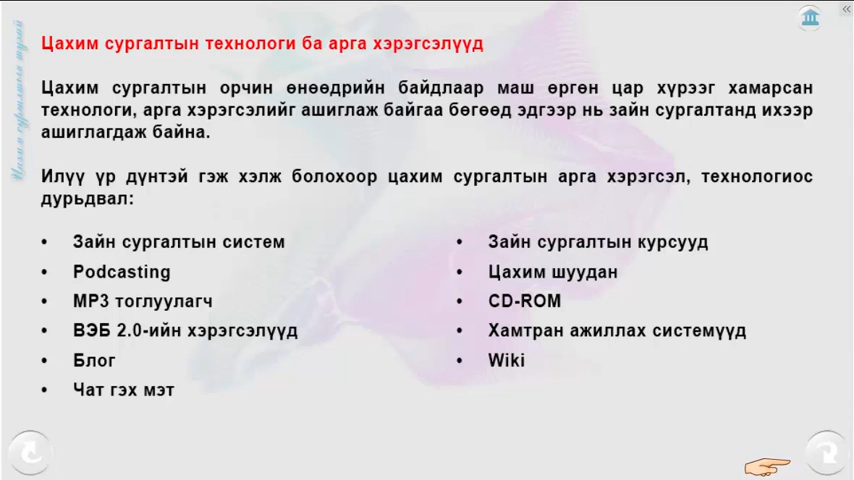 Цахим сургалтын технологи ба арга хэрэгсэлүүд
Цахим сургалтын орчин өнөөдрийн байдлаар маш өргөн цар хүрээг хамарсан
технологи, арга хэрэгсэлийг ашиглаж байгаа бөгөөд эдгээр нь зайн сургалтанд ихээр
ашиглагдаж байна.
Илүү үр дүнтэй гэж хэлж болохоор цахим сургалтын арга хэрэгсэл, технологиос
дурьдвал:
• Зайн сургалтын систем
• Podcasting
• MP3 тоглуулагч
• ВЭБ 2.0-ийн хэрэгсэлүүд
• Блог
• Чат гэх мэт
• Зайн сургалтын курсууд
• Цахим шуудан
• CD-ROM
• Хамтран ажиллах системүүд
• Wiki